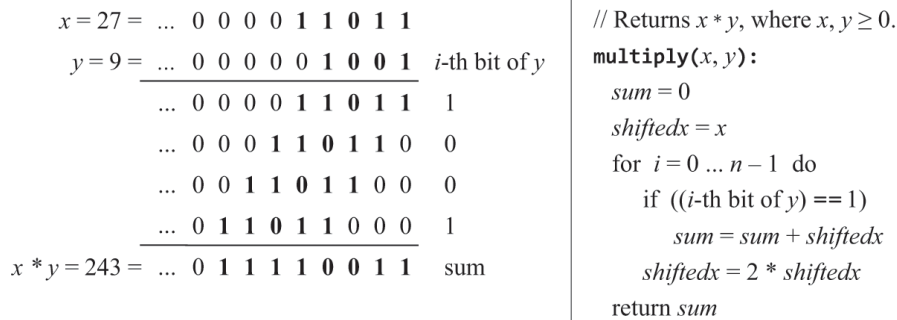 x = 27 = ... 0 0 0 0 1 1 0 1 1
y = 9 = ... 0 0 0 0 0 1 0 0 1 i-th bit of y
... 0 0 0 0 1 1 0 1 1 1
... 0 0 0 1 1 0 1 1 0 0
... 0 0 1 1 0 1 1 0 0 0
... 0 1 1 0 1 1 0 0 0 1
x * y = 243 = ... 0 1 1 1 1 0 0 1 1 sum
// Returns x * y, where x, y ≥ 0.
multiply(x, y):
sum = 0
shiftedx = x
for i = 0 ... n – 1 do
if ((i-th bit of y) == 1)
sum = sum + shiftedx
shiftedx = 2 * shiftedx
return sum